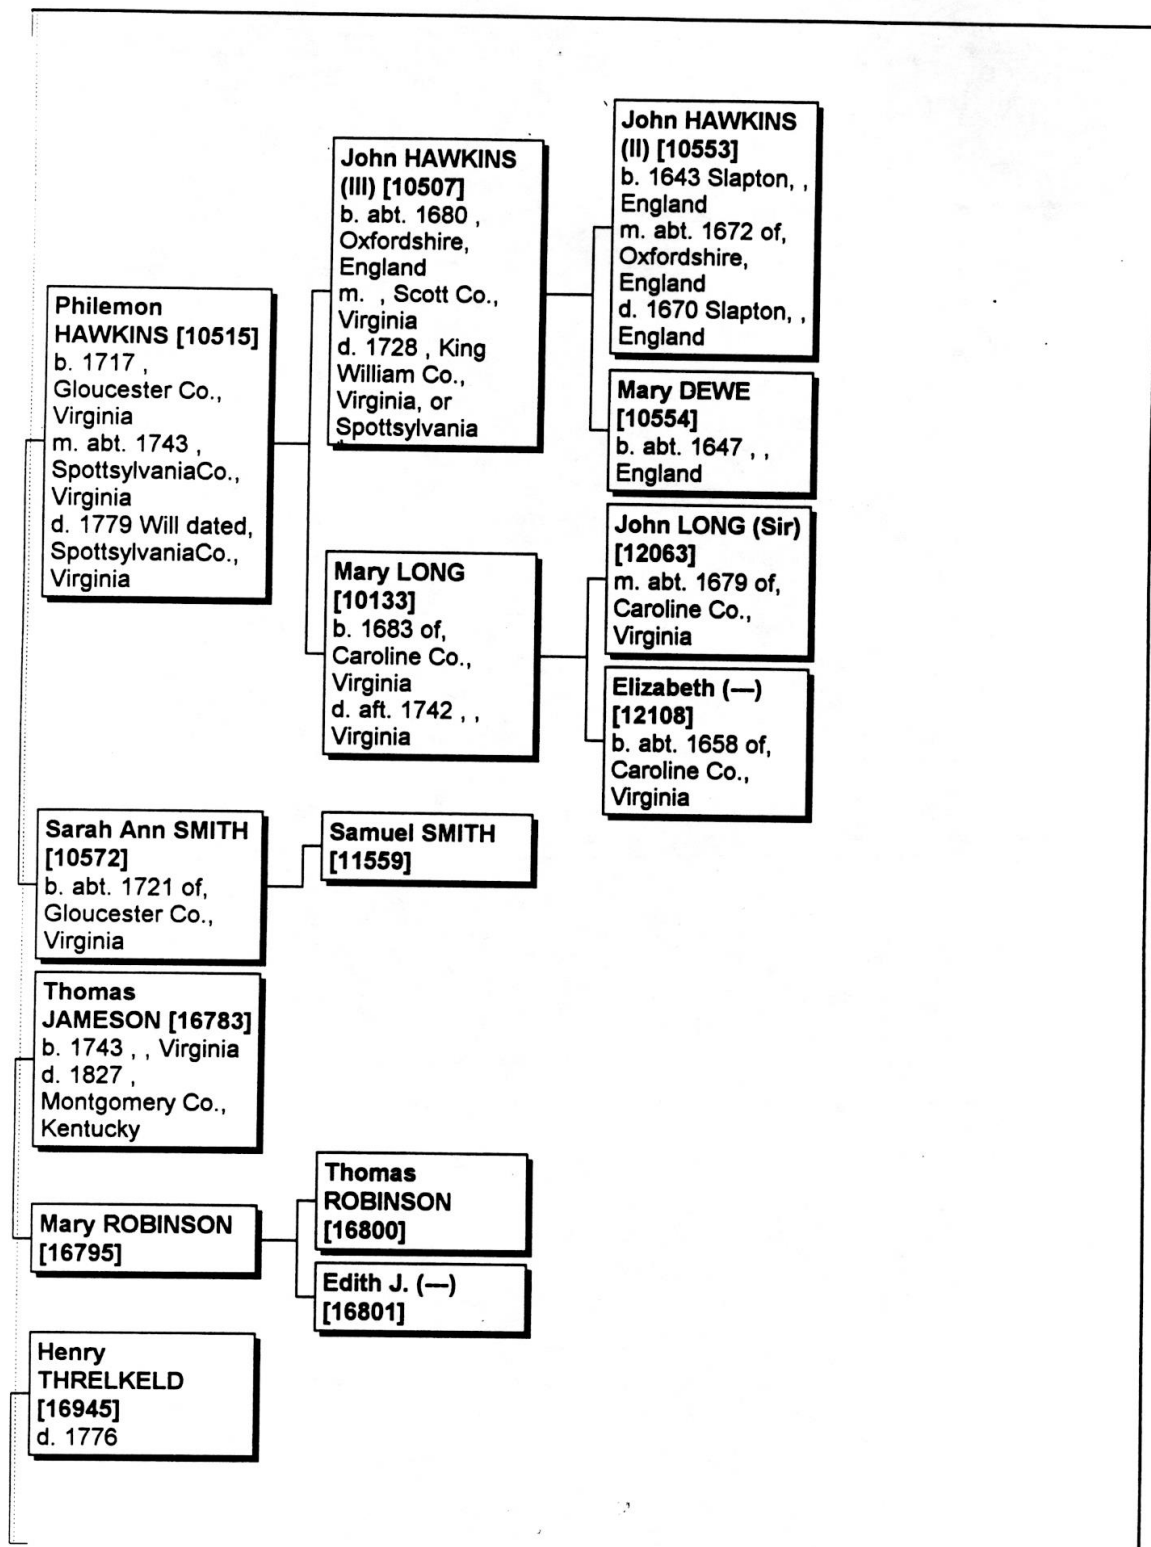 Philemon
HAWKINS [10515]
b. 1717 ,
Gloucester Co.,
Virginia
m. abt. 1743 ,
SpottsylvaniaCo.,
Virginia
d. 1779 Will dated,
SpottsylvaniaCo.,
Virginia
John HAWKINS
(III) [10507]
b. abt. 1680 ,
Oxfordshire,
England
m. , Scott Co.,
Virginia
d. 1728 , King
William Co.,
Virginia, or
Spottsylvania
John HAWKINS
(II) [10553]
b. 1643 Slapton, ,
England
m. abt. 1672 of,
Oxfordshire,
England
d. 1670 Slapton, ,
England
Mary DEWE
[10554]
b. abt. 1647 , ,
England
Mary LONG
[10133]
b. 1683 of,
Caroline Co.,
Virginia
d. aft. 1742 , ,
Virginia
John LONG (Sir)
[12063]
m. abt. 1679 of,
Caroline Co.,
Virginia
Elizabeth (—)
[12108]
b. abt. 1658 of,
Caroline Co.,
Virginia
Sarah Ann SMITH
[10572]
b. abt. 1721 of,
Gloucester Co.,
Virginia
Samuel SMITH
[11559]
Thomas
JAMESON [16783]
b. 1743 , , Virginia
d. 1827 ,
Montgomery Co.,
Kentucky
Mary ROBINSON
[16795]
Thomas
ROBINSON
[16800]
Edith J. (—)
[16801]
Henry
THRELKELD
[16945]
d. 1776